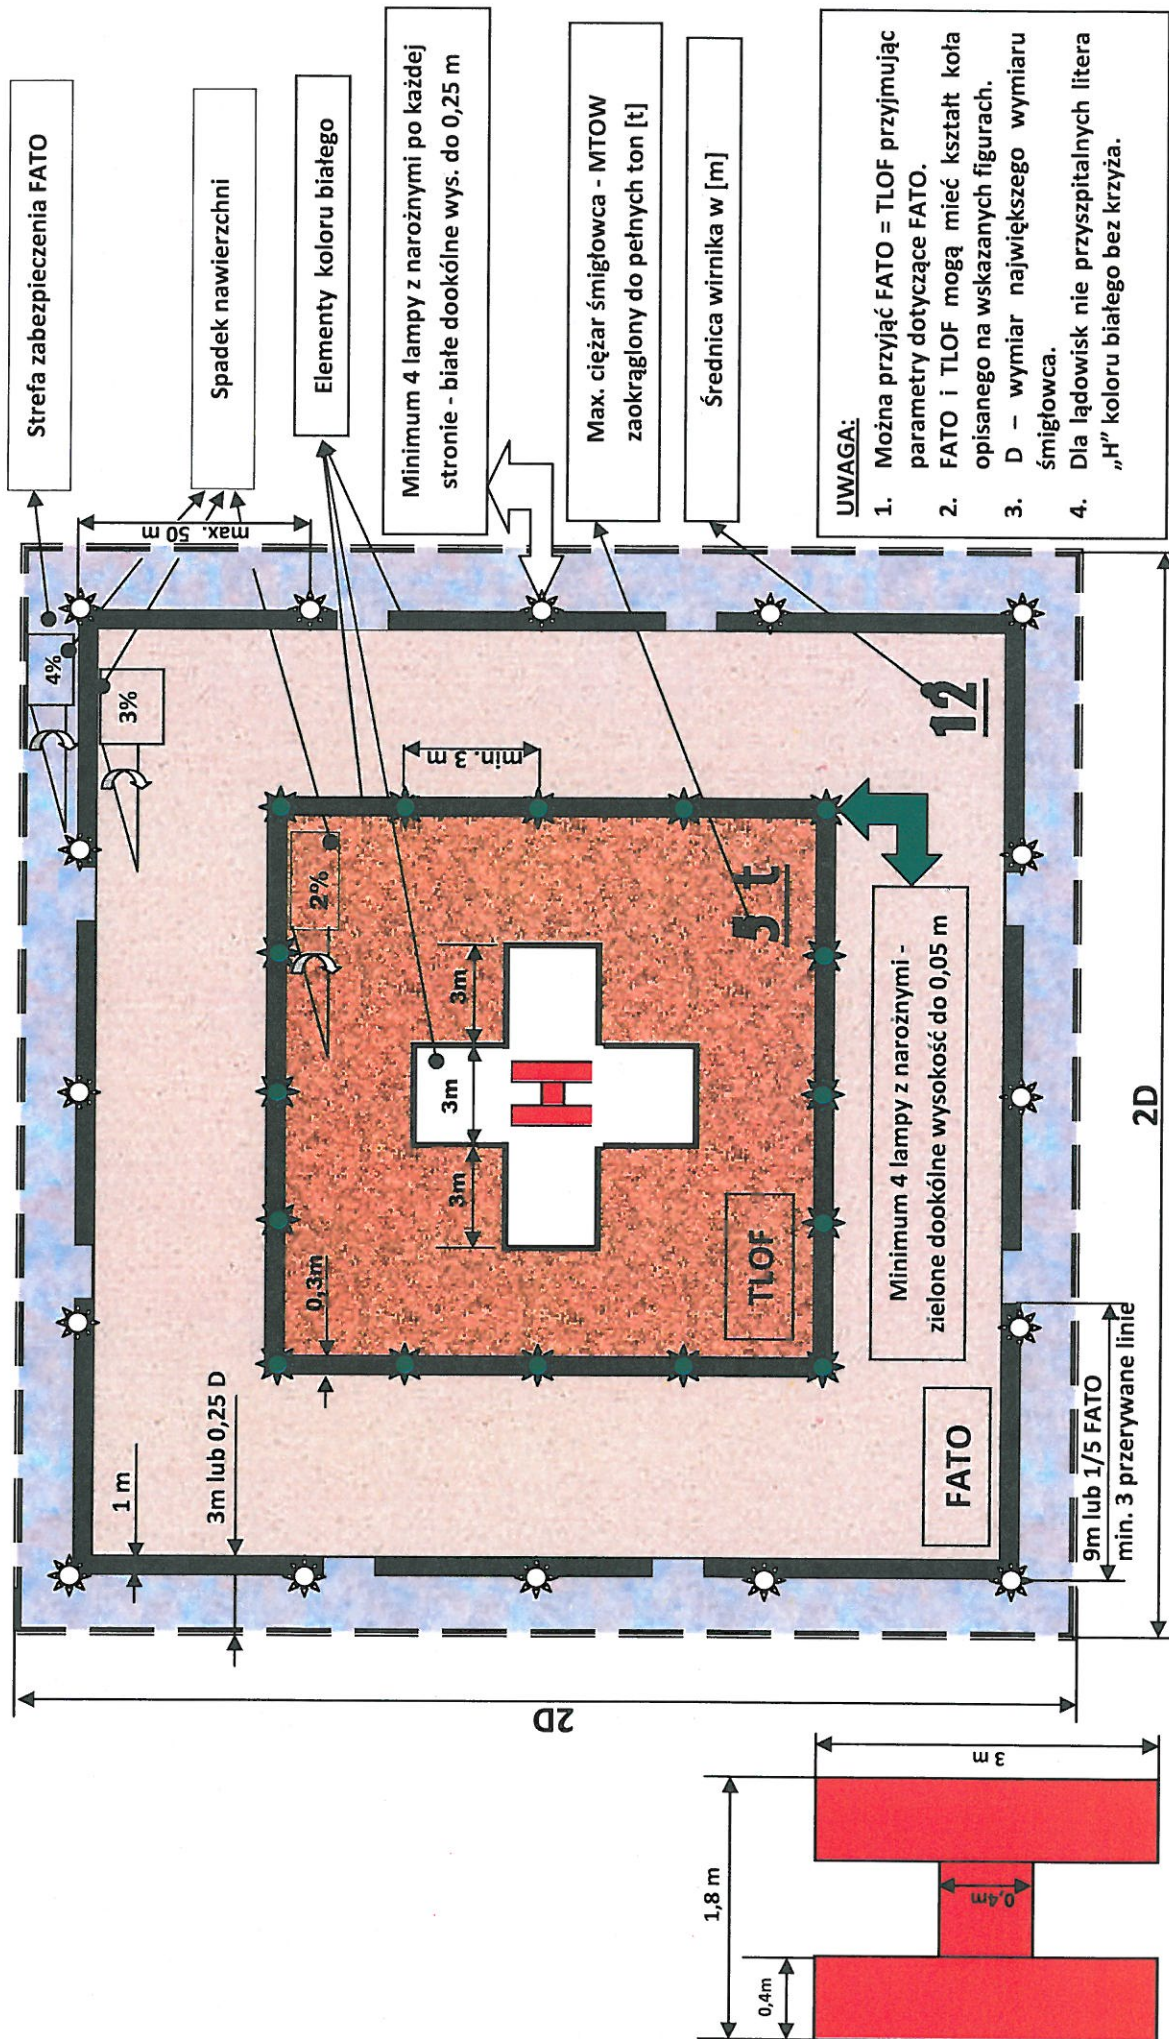 Strefa zabezpieczenia FATO
Spadek nawierzchni
Elementy koloru białego
Minimum 4 lampy z narożnymi po każdej
stronie - białe dookólne wys. do 0,25 m
Max. ciężar śmigłowca - MTOW
zaokrąglony do pełnych ton [t]
Średnica wirnika w [m]
UWAGA:
1. Można przyjąć FATO = TLOF przyjmując
parametry dotyczące FATO.
2. FATO i TLOF mogą mieć kształt koła
opisanego na wskazanych figurach.
3. D – wymiar największego wymiaru
śmigłowca.
4. Dla lądowisk nie przyszpitalnych litera
„H” koloru białego bez krzyża.
max. 50 m
4%
3%
2%
min. 3 m
12
5 t
3m
3m
3m
H
0,3m
TLOF
Minimum 4 lampy z narożnymi -
zielone dookólne wysokość do 0,05 m
FATO
1 m
3m lub 0,25 D
9m lub 1/5 FATO
min. 3 przerywane linie
2D
2D
1,8 m
3 m
0,4m
0,4m